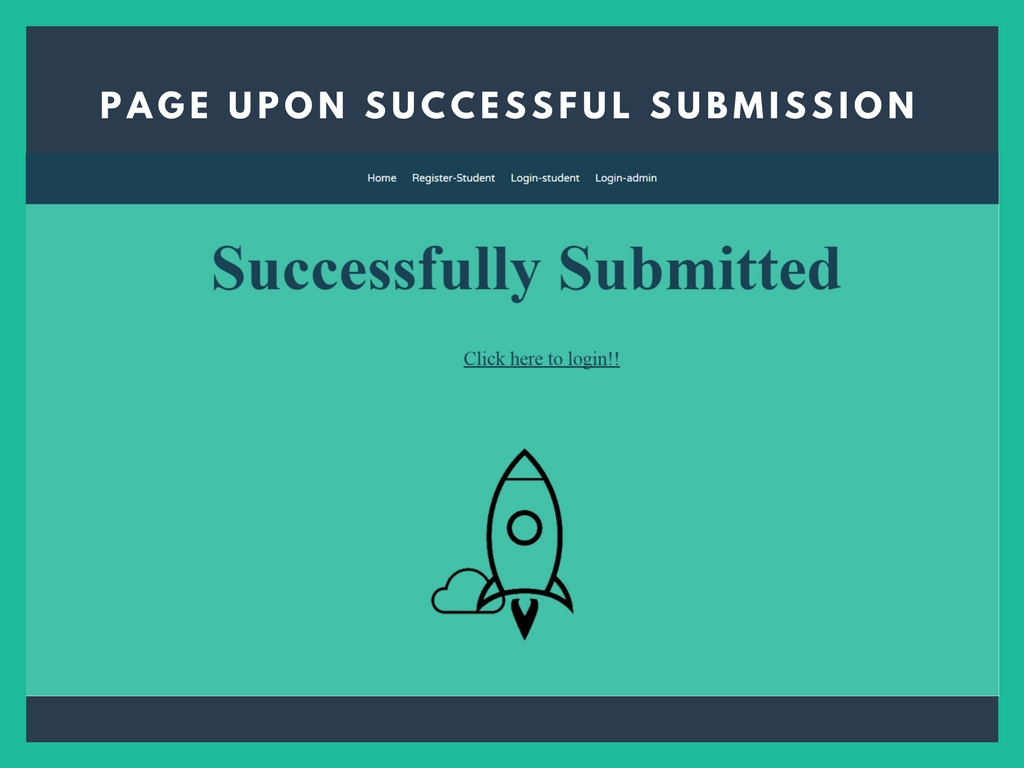 PAGE UPON SUCCESSFUL SUBMISSION
Home Register-Student Login-student Login-admin
Successfully Submitted
Click here to login!!